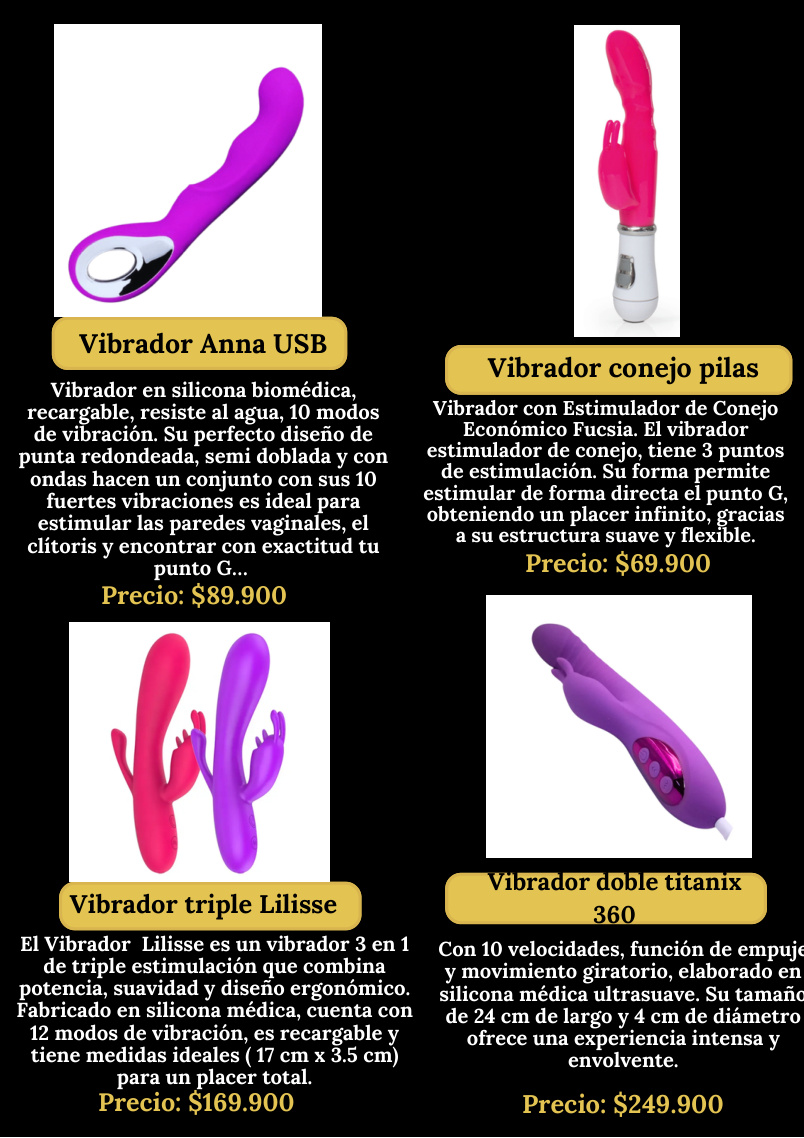 Vibrador Anna USB
Vibrador en silicona biomédica,
recargable, resiste al agua, 10 modos
de vibración. Su perfecto diseño de
punta redondeada, semi doblada y con
ondas hacen un conjunto con sus 10
fuertes vibraciones es ideal para
estimular las paredes vaginales, el
clítoris y encontrar con exactitud tu
punto G...
Precio: $89.900
Vibrador conejo pilas
Vibrador con Estimulador de Conejo
Económico Fucsia. El vibrador
estimulador de conejo, tiene 3 puntos
de estimulación. Su forma permite
estimular de forma directa el punto G,
obteniendo un placer infinito, gracias
a su estructura suave y flexible.
Precio: $69.900
Vibrador triple Lilisse
El Vibrador  Lilisse es un vibrador 3 en 1
de triple estimulación que combina
potencia, suavidad y diseño ergonómico.
Fabricado en silicona médica, cuenta con
12 modos de vibración, es recargable y
tiene medidas ideales ( 17 cm x 3.5 cm)
para un placer total.
Precio: $169.900
Vibrador doble titanix
360
Con 10 velocidades, función de empuje
y movimiento giratorio, elaborado en
silicona médica ultrasuave. Su tamaño
de 24 cm de largo y 4 cm de diámetro
ofrece una experiencia intensa y
envolvente.
Precio: $249.900